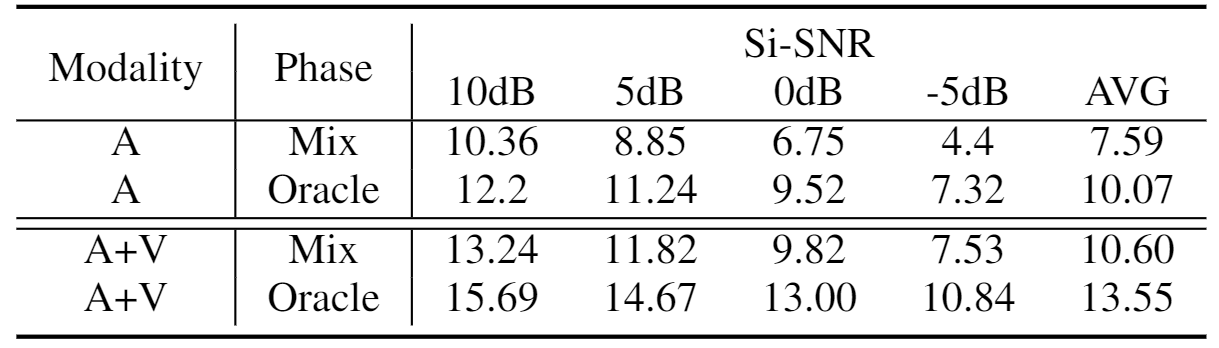 Modality Phase Si-SNR
10dB 5dB 0dB -5dB AVG
A Mix 10.36 8.85 6.75 4.4 7.59
A Oracle 12.2 11.24 9.52 7.32 10.07
A+V Mix 13.24 11.82 9.82 7.53 10.60
A+V Oracle 15.69 14.67 13.00 10.84 13.55